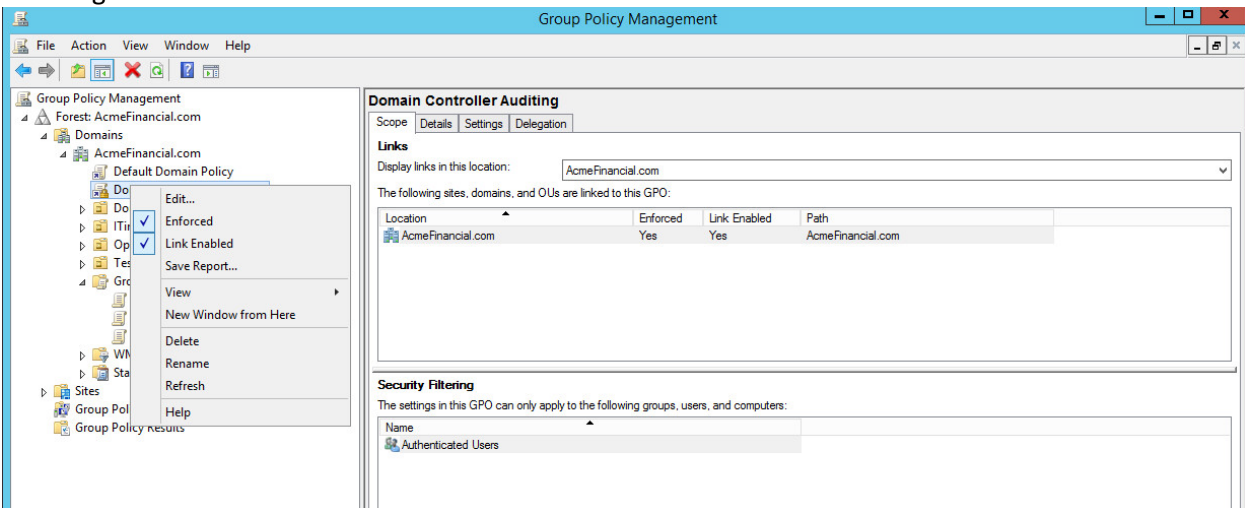 Group Policy Management
File Action View Window Help
Group Policy Management
Forest: AcmeFinancial.com
Domains
AcmeFinancial.com
Default Domain Policy
Do
Do
ITin
Op
Tes
Gro
WM
Sta
Sites
Group Pol
Group Policy Results
Edit...
Enforced
Link Enabled
Save Report...
View
New Window from Here
Delete
Rename
Refresh
Help
Domain Controller Auditing
Scope Details Settings Delegation
Links
Display links in this location: AcmeFinancial.com
The following sites, domains, and OUs are linked to this GPO:
Location Enforced Link Enabled Path
AcmeFinancial.com Yes Yes AcmeFinancial.com
Security Filtering
The settings in this GPO can only apply to the following groups, users, and computers:
Name
Authenticated Users